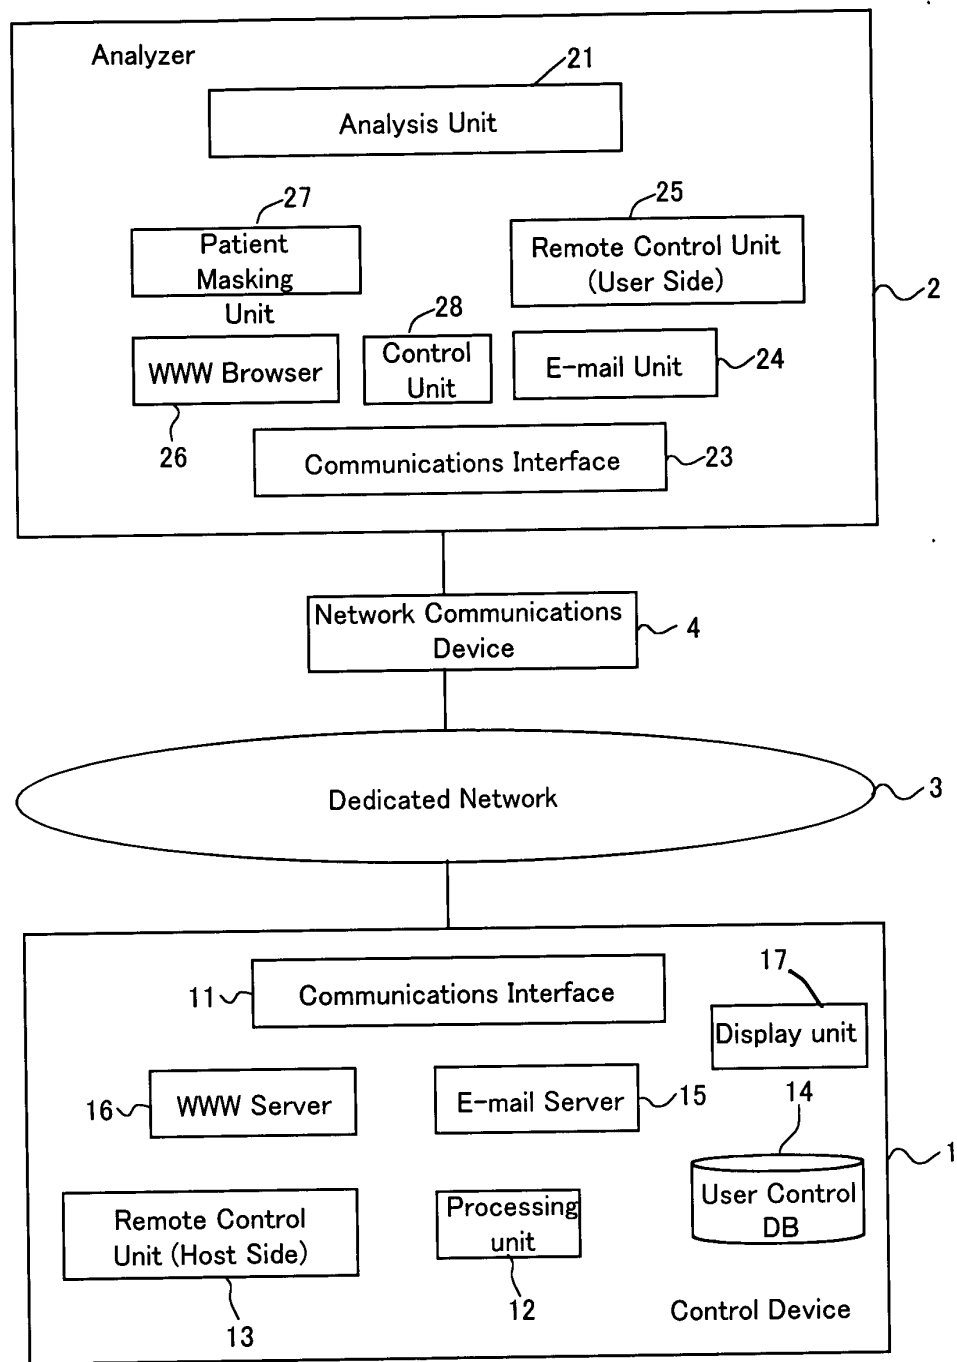 Analyzer
21
Analysis Unit
27
25
Patient
Masking
Unit
Remote Control Unit
(User Side)
2
28
WWW Browser
Control
Unit
E-mail Unit
24
26
Communications Interface
23
Network Communications
Device
4
Dedicated Network
3
11
Communications Interface
17
Display unit
16
WWW Server
E-mail Server
15
14
1
User Control
DB
Remote Control
Unit (Host Side)
Processing
unit
13
12
Control Device